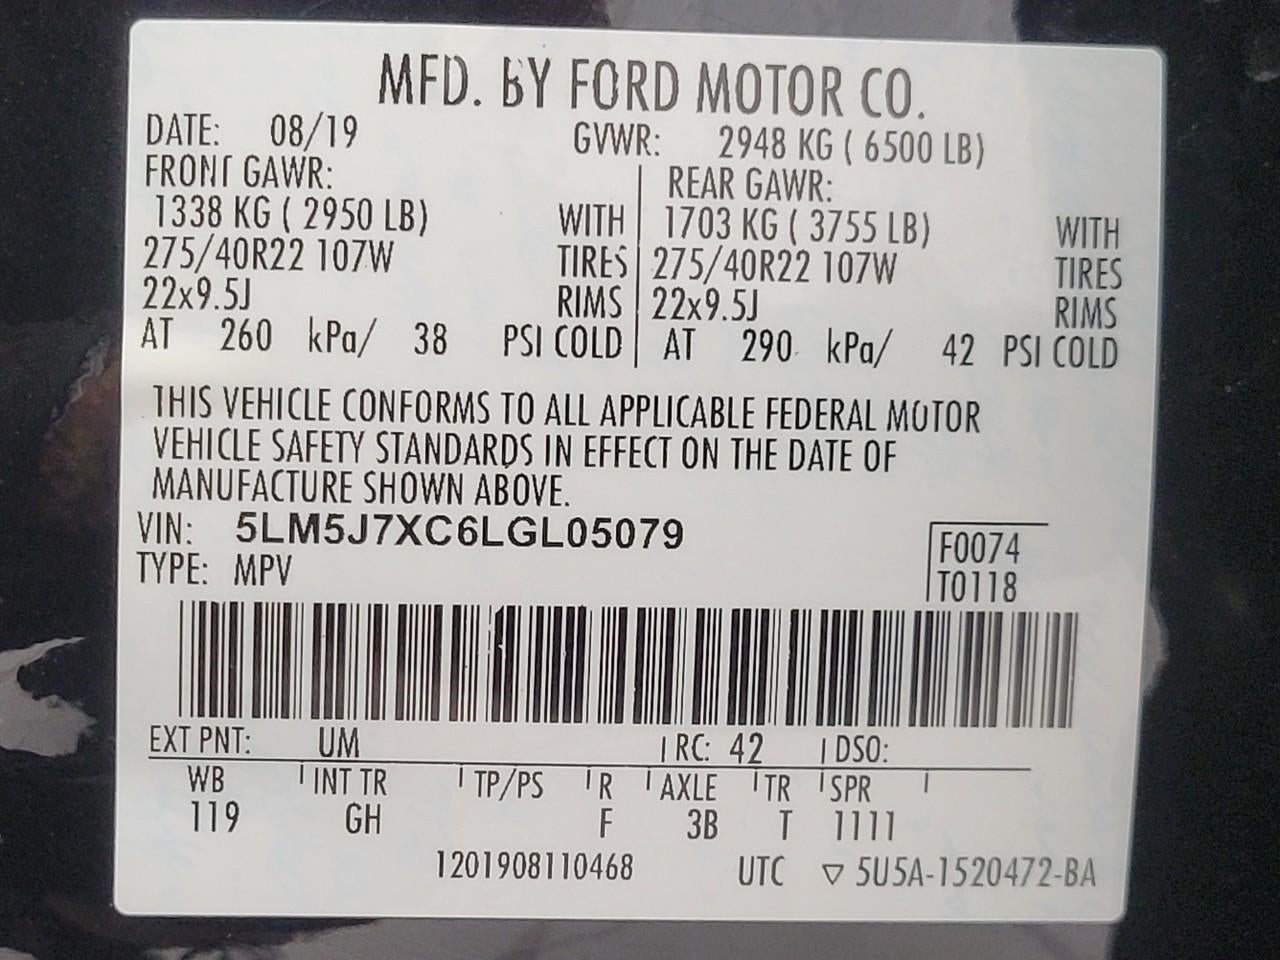 MFD. BY FORD MOTOR CO.
DATE: 08/19 GVWR: 2948 KG ( 6500 LB)
FRONT GAWR: REAR GAWR:
1338 KG ( 2950 LB) WITH 1703 KG ( 3755 LB) WITH
275/40R22 107W TIRES 275/40R22 107W TIRES
22x9.5J RIMS 22x9.5J RIMS
AT 260 kPa/ 38 PSI COLD AT 290 kPa/ 42 PSI COLD
THIS VEHICLE CONFORMS TO ALL APPLICABLE FEDERAL MOTOR
VEHICLE SAFETY STANDARDS IN EFFECT ON THE DATE OF
MANUFACTURE SHOWN ABOVE.
VIN: 5LM5J7XC6LGL05079
F0074
TYPE: MPV
T0118
EXT PNT: UM RC: 42 DSO:
WB INT TR TP/PS R AXLE TR SPR
119 GH F 3B T 1111
1201908110468 UTC ▽ 5U5A-1520472-BA